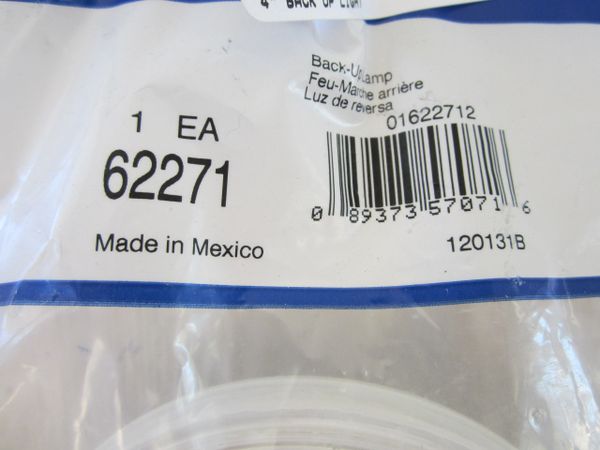 4" BACK UP LIGHT
Back-Up Lamp
Feu-Marche arrière
Luz de reversa
01622712
1 EA
62271
0 89373 57071 6
Made in Mexico
120131B